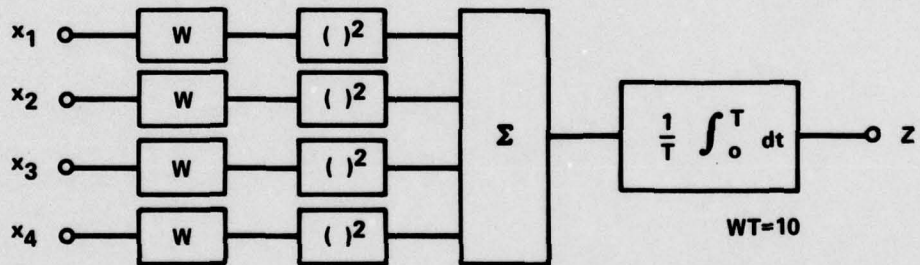 x₁ W ( )²
x₂ W ( )²
x₃ W ( )²
x₄ W ( )²
Σ
1/T ∫₀ᵀ dt
Z
WT=10